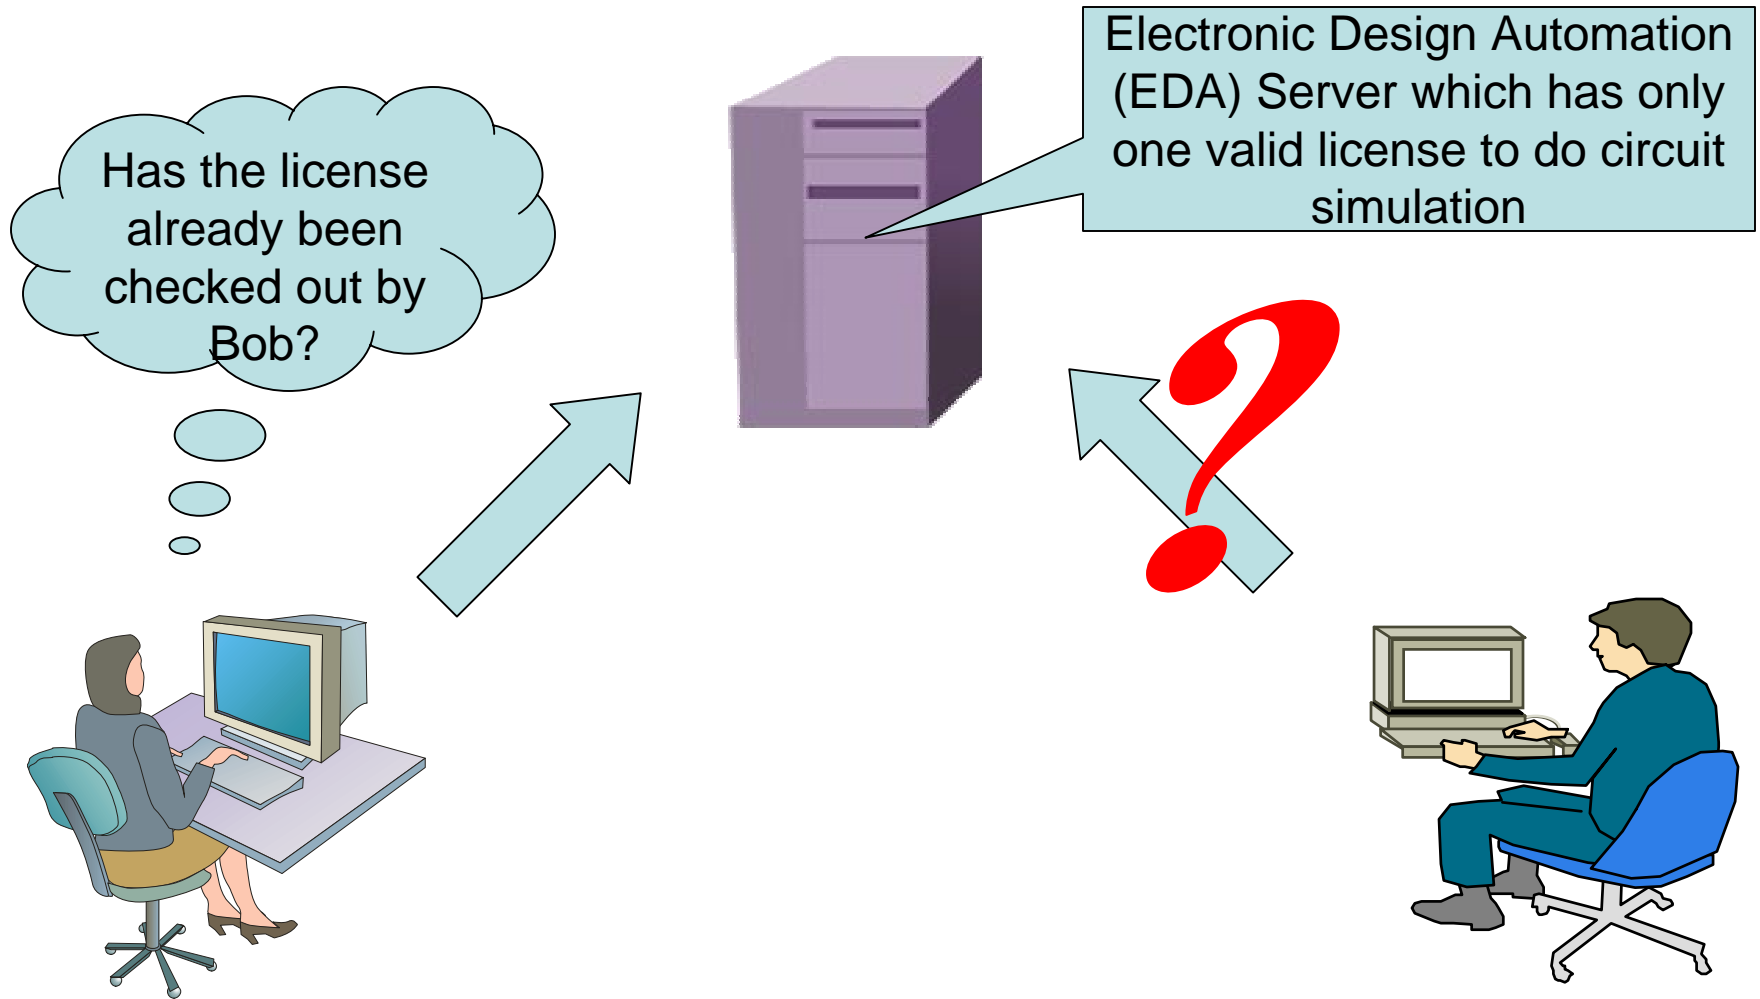 Has the license
already been
checked out by
Bob?
Electronic Design Automation
(EDA) Server which has only
one valid license to do circuit
simulation
?